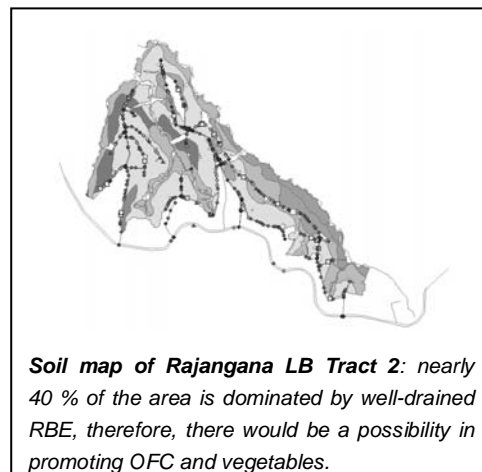 Soil map of Rajangana LB Tract 2: nearly
40 % of the area is dominated by well-drained
RBE, therefore, there would be a possibility in
promoting OFC and vegetables.